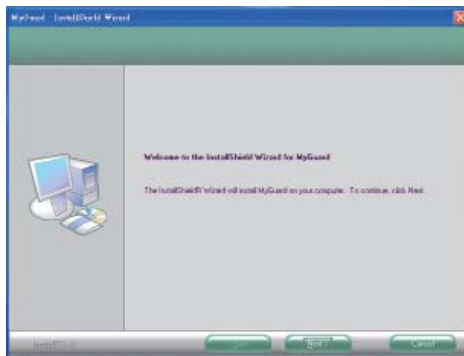 MyGuard - InstallShield Wizard
Welcome to the InstallShield Wizard for MyGuard
The InstallShieldR Wizard will install MyGuard on your computer. To continue, click Next.
InstallShield
Next >
Cancel